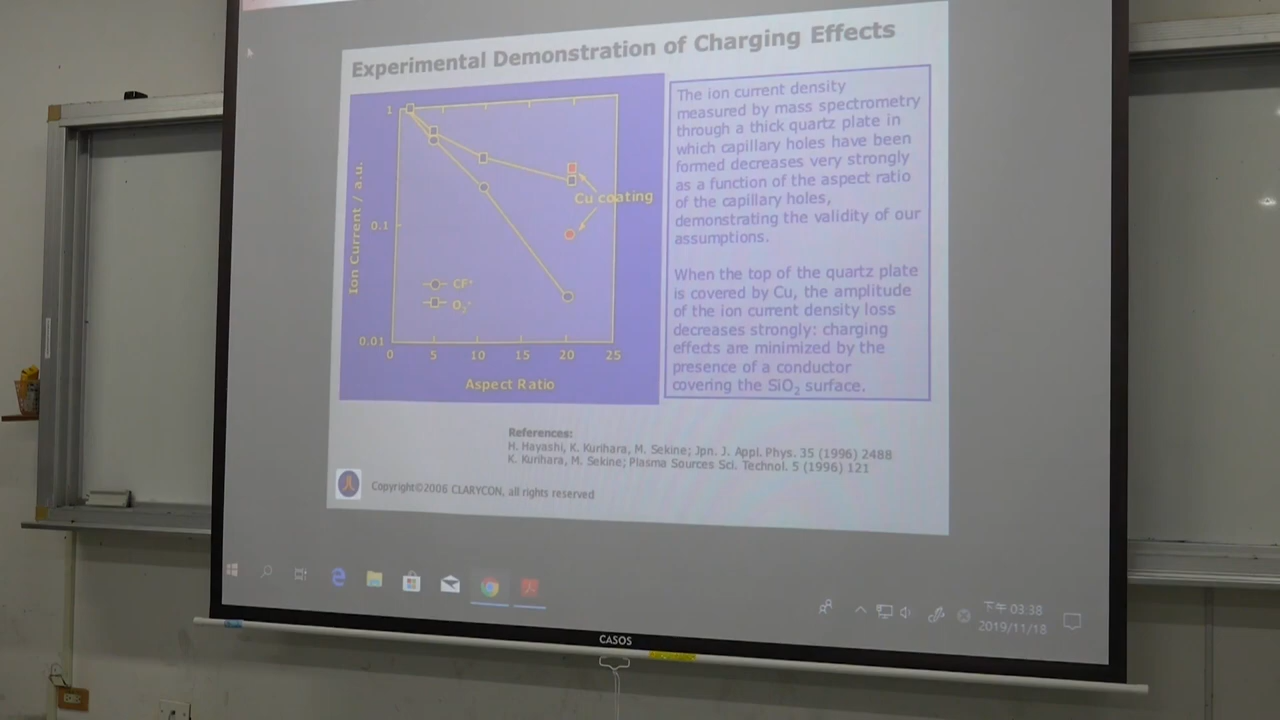 Experimental Demonstration of Charging Effects
1
0.1
0.01
0
5
10
15
20
25
Ion Current / a.u.
Aspect Ratio
Cu coating
CF⁺
O₂⁺
The ion current density
measured by mass spectrometry
through a thick quartz plate in
which capillary holes have been
formed decreases very strongly
as a function of the aspect ratio
of the capillary holes,
demonstrating the validity of our
assumptions.
When the top of the quartz plate
is covered by Cu, the amplitude
of the ion current density loss
decreases strongly: charging
effects are minimized by the
presence of a conductor
covering the SiO₂ surface.
References:
H. Hayashi, K. Kurihara, M. Sekine; Jpn. J. Appl. Phys. 35 (1996) 2488
K. Kurihara, M. Sekine; Plasma Sources Sci. Technol. 5 (1996) 121
Copyright©2006 CLARYCON, all rights reserved
下午 03:38
2019/11/18
CASOS